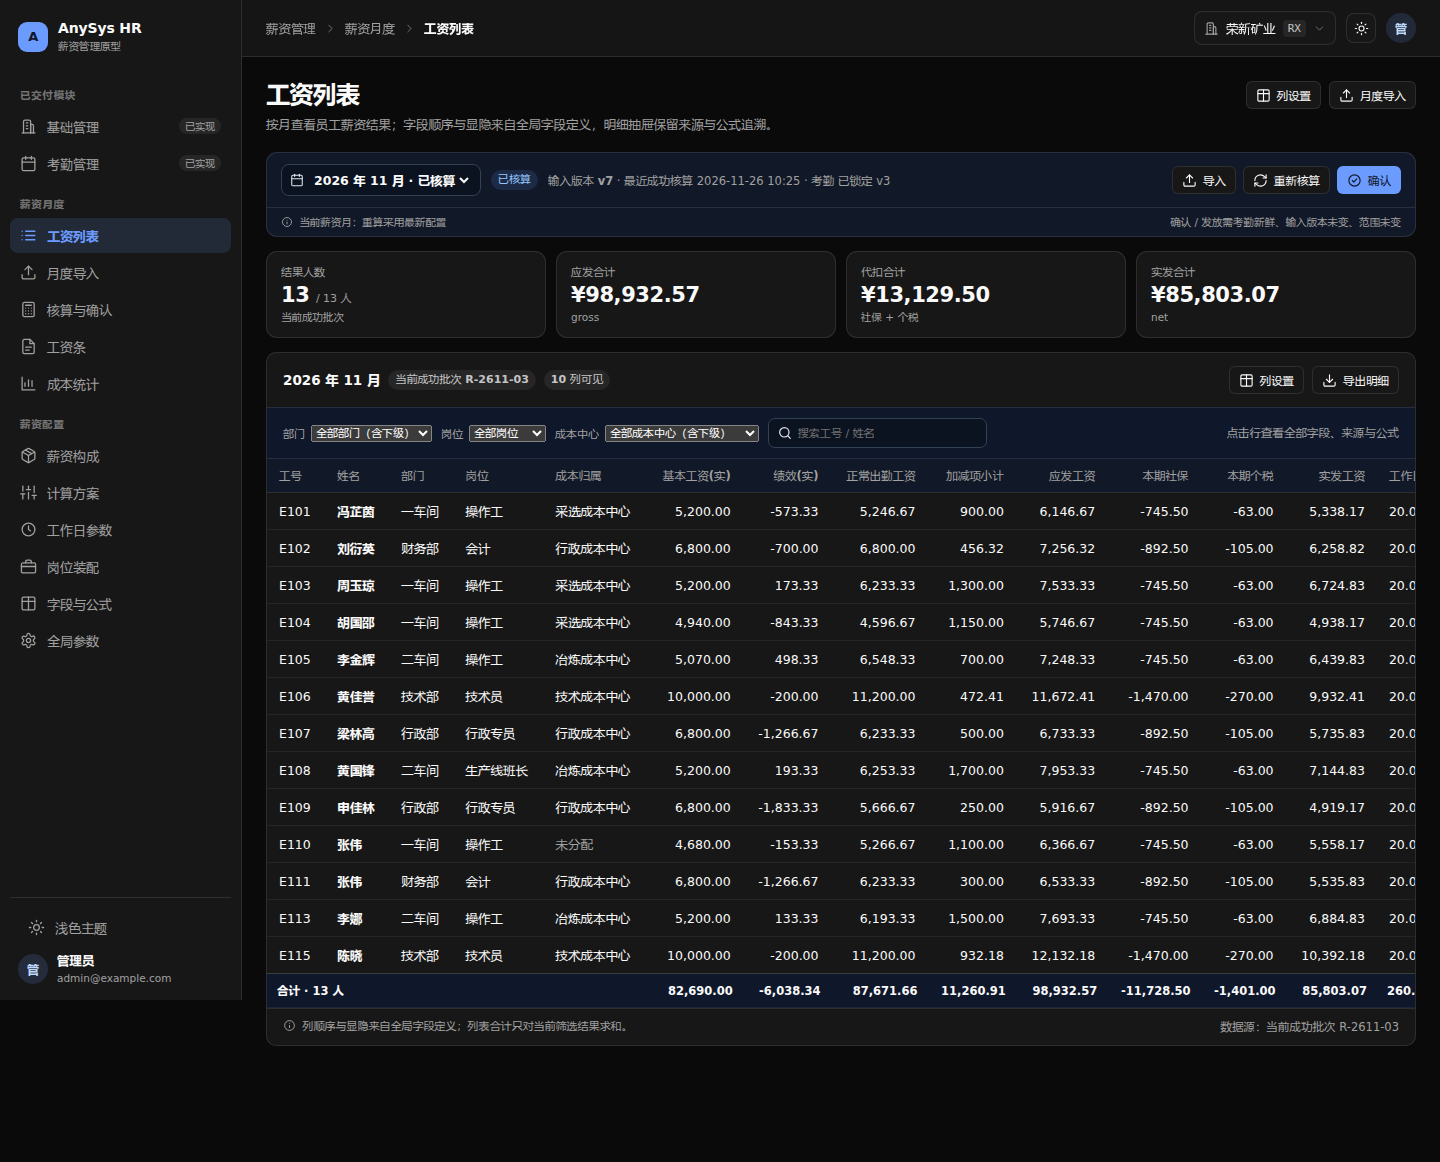 A
AnySys HR
薪资管理原型
已交付模块
基础管理 已实现
考勤管理 已实现
薪资月度
工资列表
月度导入
核算与确认
工资条
成本统计
薪资配置
薪资构成
计算方案
工作日参数
岗位装配
字段与公式
全局参数
浅色主题
管 管理员
admin@example.com
薪资管理 薪资月度 工资列表
荣新矿业 RX 管
工资列表
列设置 月度导入
按月查看员工薪资结果；字段顺序与显隐来自全局字段定义，明细抽屉保留来源与公式追溯。
2026 年 11 月 · 已核算 已核算 输入版本 v7 · 最近成功核算 2026-11-26 10:25 · 考勤 已锁定 v3 导入 重新核算 确认
当前薪资月：重算采用最新配置 确认 / 发放需考勤新鲜、输入版本未变、范围未变
结果人数 应发合计 代扣合计 实发合计
13 / 13 人 ¥98,932.57 ¥13,129.50 ¥85,803.07
当前成功批次 gross 社保 + 个税 net
2026 年 11 月 当前成功批次 R-2611-03 10 列可见 列设置 导出明细
部门 全部部门（含下级） 岗位 全部岗位 成本中心 全部成本中心（含下级） 搜索工号 / 姓名 点击行查看全部字段、来源与公式
工号 姓名 部门 岗位 成本归属 基本工资(实) 绩效(实) 正常出勤工资 加减项小计 应发工资 本期社保 本期个税 实发工资 工作
E101 冯芷茵 一车间 操作工 采选成本中心 5,200.00 -573.33 5,246.67 900.00 6,146.67 -745.50 -63.00 5,338.17 20.0
E102 刘衍英 财务部 会计 行政成本中心 6,800.00 -700.00 6,800.00 456.32 7,256.32 -892.50 -105.00 6,258.82 20.0
E103 周玉琼 一车间 操作工 采选成本中心 5,200.00 173.33 6,233.33 1,300.00 7,533.33 -745.50 -63.00 6,724.83 20.0
E104 胡国邵 一车间 操作工 采选成本中心 4,940.00 -843.33 4,596.67 1,150.00 5,746.67 -745.50 -63.00 4,938.17 20.0
E105 李金辉 二车间 操作工 冶炼成本中心 5,070.00 498.33 6,548.33 700.00 7,248.33 -745.50 -63.00 6,439.83 20.0
E106 黄佳誉 技术部 技术员 技术成本中心 10,000.00 -200.00 11,200.00 472.41 11,672.41 -1,470.00 -270.00 9,932.41 20.0
E107 梁林高 行政部 行政专员 行政成本中心 6,800.00 -1,266.67 6,233.33 500.00 6,733.33 -892.50 -105.00 5,735.83 20.0
E108 黄国锋 二车间 生产线班长 冶炼成本中心 5,200.00 193.33 6,253.33 1,700.00 7,953.33 -745.50 -63.00 7,144.83 20.0
E109 申佳林 行政部 行政专员 行政成本中心 6,800.00 -1,833.33 5,666.67 250.00 5,916.67 -892.50 -105.00 4,919.17 20.0
E110 张伟 一车间 操作工 未分配 4,680.00 -153.33 5,266.67 1,100.00 6,366.67 -745.50 -63.00 5,558.17 20.0
E111 张伟 财务部 会计 行政成本中心 6,800.00 -1,266.67 6,233.33 300.00 6,533.33 -892.50 -105.00 5,535.83 20.0
E113 李娜 二车间 操作工 冶炼成本中心 5,200.00 133.33 6,193.33 1,500.00 7,693.33 -745.50 -63.00 6,884.83 20.0
E115 陈晓 技术部 技术员 技术成本中心 10,000.00 -200.00 11,200.00 932.18 12,132.18 -1,470.00 -270.00 10,392.18 20.0
合计 · 13 人 82,690.00 -6,038.34 87,671.66 11,260.91 98,932.57 -11,728.50 -1,401.00 85,803.07 260.
列顺序与显隐来自全局字段定义；列表合计只对当前筛选结果求和。 数据源：当前成功批次 R-2611-03